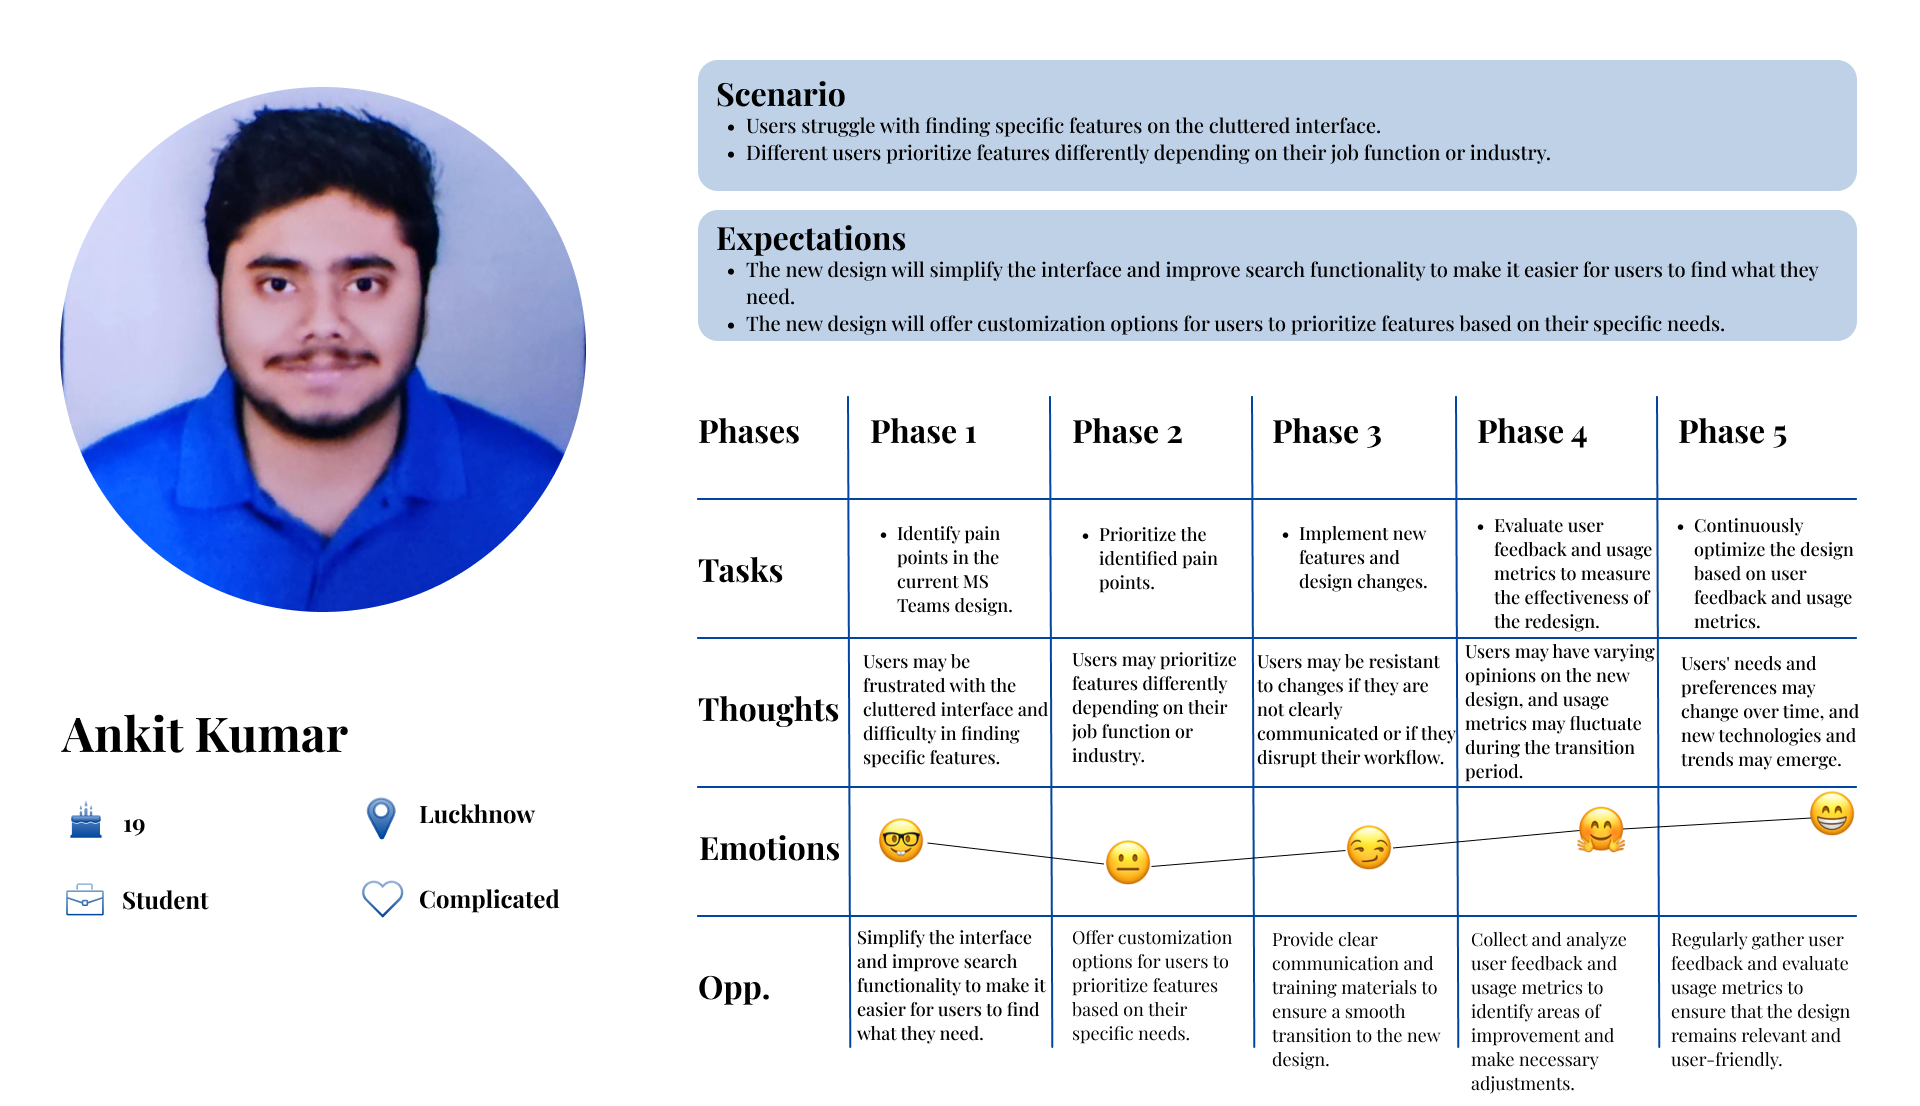 Scenario
• Users struggle with finding specific features on the cluttered interface.
• Different users prioritize features differently depending on their job function or industry.
Expectations
• The new design will simplify the interface and improve search functionality to make it easier for users to find what they
need.
• The new design will offer customization options for users to prioritize features based on their specific needs.
Ankit Kumar
19
Luckhnow
Student
Complicated
Phases
Phase 1
Phase 2
Phase 3
Phase 4
Phase 5
Tasks
• Identify pain
points in the
current MS
Teams design.
• Prioritize the
identified pain
points.
• Implement new
features and
design changes.
• Evaluate user
feedback and usage
metrics to measure
the effectiveness of
the redesign.
• Continuously
optimize the design
based on user
feedback and usage
metrics.
Thoughts
Users may be
frustrated with the
cluttered interface and
difficulty in finding
specific features.
Users may prioritize
features differently
depending on their
job function or
industry.
Users may be resistant
to changes if they are
not clearly
communicated or if they
disrupt their workflow.
Users may have varying
opinions on the new
design, and usage
metrics may fluctuate
during the transition
period.
Users' needs and
preferences may
change over time, and
new technologies and
trends may emerge.
Emotions
Opp.
Simplify the interface
and improve search
functionality to make it
easier for users to find
what they need.
Offer customization
options for users to
prioritize features
based on their
specific needs.
Provide clear
communication and
training materials to
ensure a smooth
transition to the new
design.
Collect and analyze
user feedback and
usage metrics to
identify areas of
improvement and
make necessary
adjustments.
Regularly gather user
feedback and evaluate
usage metrics to
ensure that the design
remains relevant and
user-friendly.